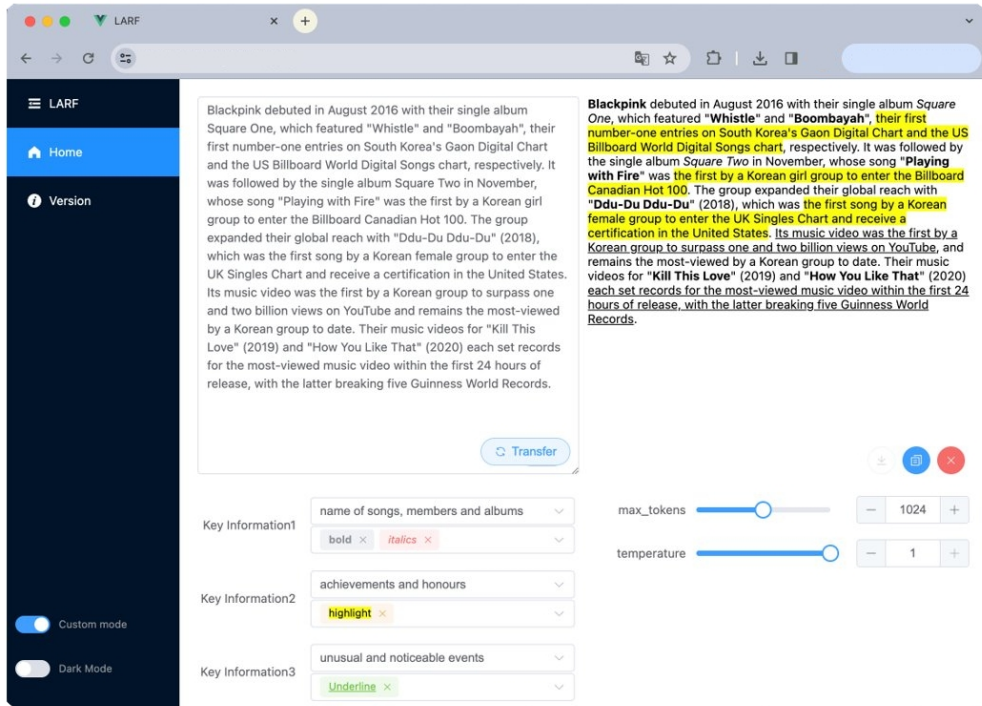 LARF
LARF
Home
Version
Custom mode
Dark Mode
Blackpink debuted in August 2016 with their single album
Square One, which featured "Whistle" and "Boombayah", their
first number-one entries on South Korea's Gaon Digital Chart
and the US Billboard World Digital Songs chart, respectively. It
was followed by the single album Square Two in November,
whose song "Playing with Fire" was the first by a Korean girl
group to enter the Billboard Canadian Hot 100. The group
expanded their global reach with "Ddu-Du Ddu-Du" (2018),
which was the first song by a Korean female group to enter the
UK Singles Chart and receive a certification in the United States.
Its music video was the first by a Korean group to surpass one
and two billion views on YouTube and remains the most-viewed
by a Korean group to date. Their music videos for "Kill This
Love" (2019) and "How You Like That" (2020) each set records
for the most-viewed music video within the first 24 hours of
release, with the latter breaking five Guinness World Records.
Transfer
Blackpink debuted in August 2016 with their single album Square
One, which featured "Whistle" and "Boombayah", their first
number-one entries on South Korea's Gaon Digital Chart and the US
Billboard World Digital Songs chart, respectively. It was followed by
the single album Square Two in November, whose song "Playing
with Fire" was the first by a Korean girl group to enter the Billboard
Canadian Hot 100. The group expanded their global reach with
"Ddu-Du Ddu-Du" (2018), which was the first song by a Korean
female group to enter the UK Singles Chart and receive a
certification in the United States. Its music video was the first by a
Korean group to surpass one and two billion views on YouTube, and
remains the most-viewed by a Korean group to date. Their music
videos for "Kill This Love" (2019) and "How You Like That" (2020)
each set records for the most-viewed music video within the first 24
hours of release, with the latter breaking five Guinness World
Records.
Key Information1
name of songs, members and albums
bold × italics ×
Key Information2
achievements and honours
highlight ×
Key Information3
unusual and noticeable events
Underline ×
max_tokens − 1024 +
temperature − 1 +